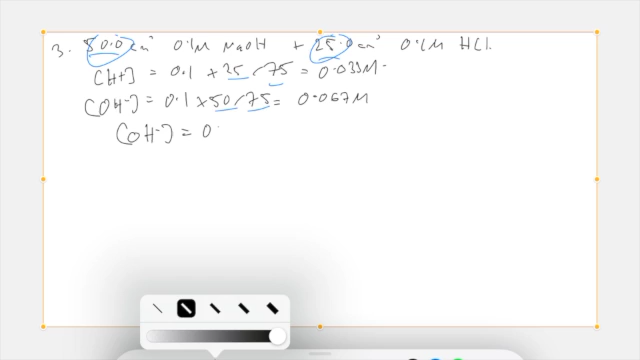 3. 50.0 cm³ 0.1M NaOH + 25.0 cm³ 0.1M HCl.
[H+] = 0.1 × 25/75 = 0.033M.
[OH-] = 0.1 × 50/75 = 0.067M
[OH-] = 0.